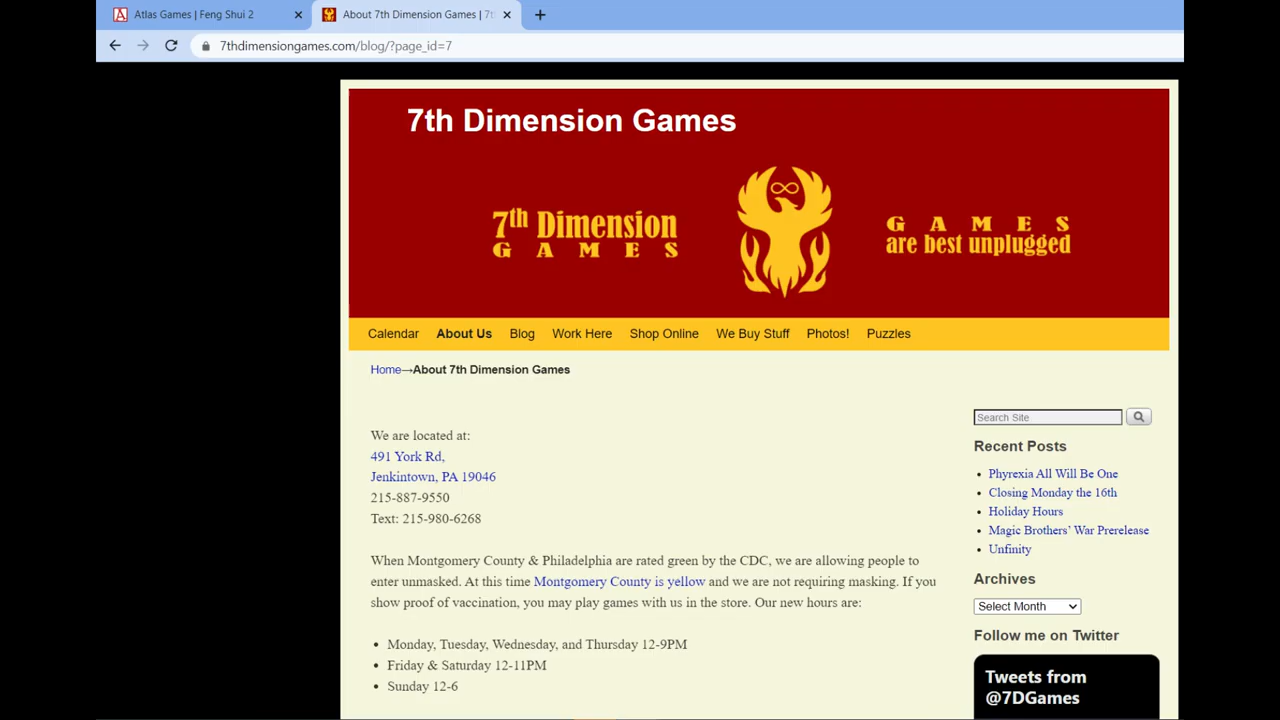 Atlas Games | Feng Shui 2
About 7th Dimension Games | 7t
7thdimensiongames.com/blog/?page_id=7
7th Dimension Games
7th Dimension
GAMES
GAMES
are best unplugged
Calendar About Us Blog Work Here Shop Online We Buy Stuff Photos! Puzzles
Home→About 7th Dimension Games
We are located at:
491 York Rd,
Jenkintown, PA 19046
215-887-9550
Text: 215-980-6268
When Montgomery County & Philadelphia are rated green by the CDC, we are allowing people to
enter unmasked. At this time Montgomery County is yellow and we are not requiring masking. If you
show proof of vaccination, you may play games with us in the store. Our new hours are:
• Monday, Tuesday, Wednesday, and Thursday 12-9PM
• Friday & Saturday 12-11PM
• Sunday 12-6
Search Site
Recent Posts
• Phyrexia All Will Be One
• Closing Monday the 16th
• Holiday Hours
• Magic Brothers’ War Prerelease
• Unfinity
Archives
Select Month
Follow me on Twitter
Tweets from
@7DGames